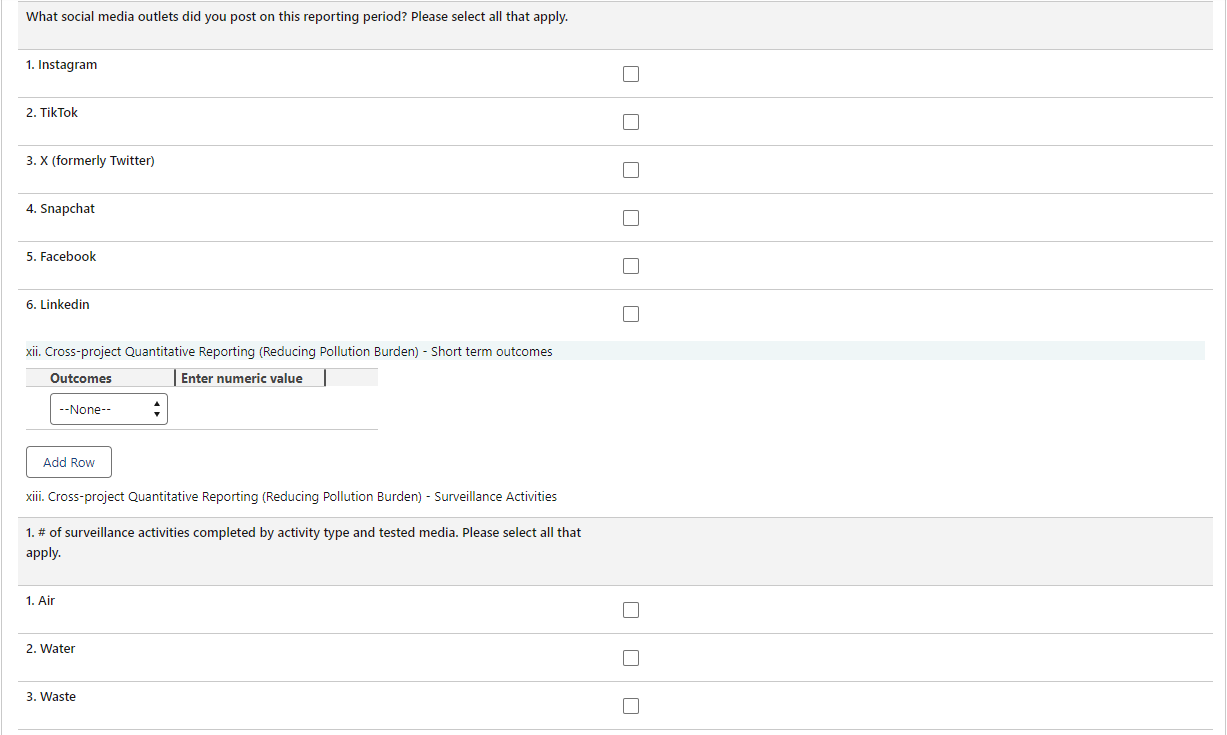 What social media outlets did you post on this reporting period? Please select all that apply.
1. Instagram
2. TikTok
3. X (formerly Twitter)
4. Snapchat
5. Facebook
6. Linkedin
xii. Cross-project Quantitative Reporting (Reducing Pollution Burden) - Short term outcomes
Outcomes Enter numeric value
--None--
Add Row
xiii. Cross-project Quantitative Reporting (Reducing Pollution Burden) - Surveillance Activities
1. # of surveillance activities completed by activity type and tested media. Please select all that
apply.
1. Air
2. Water
3. Waste